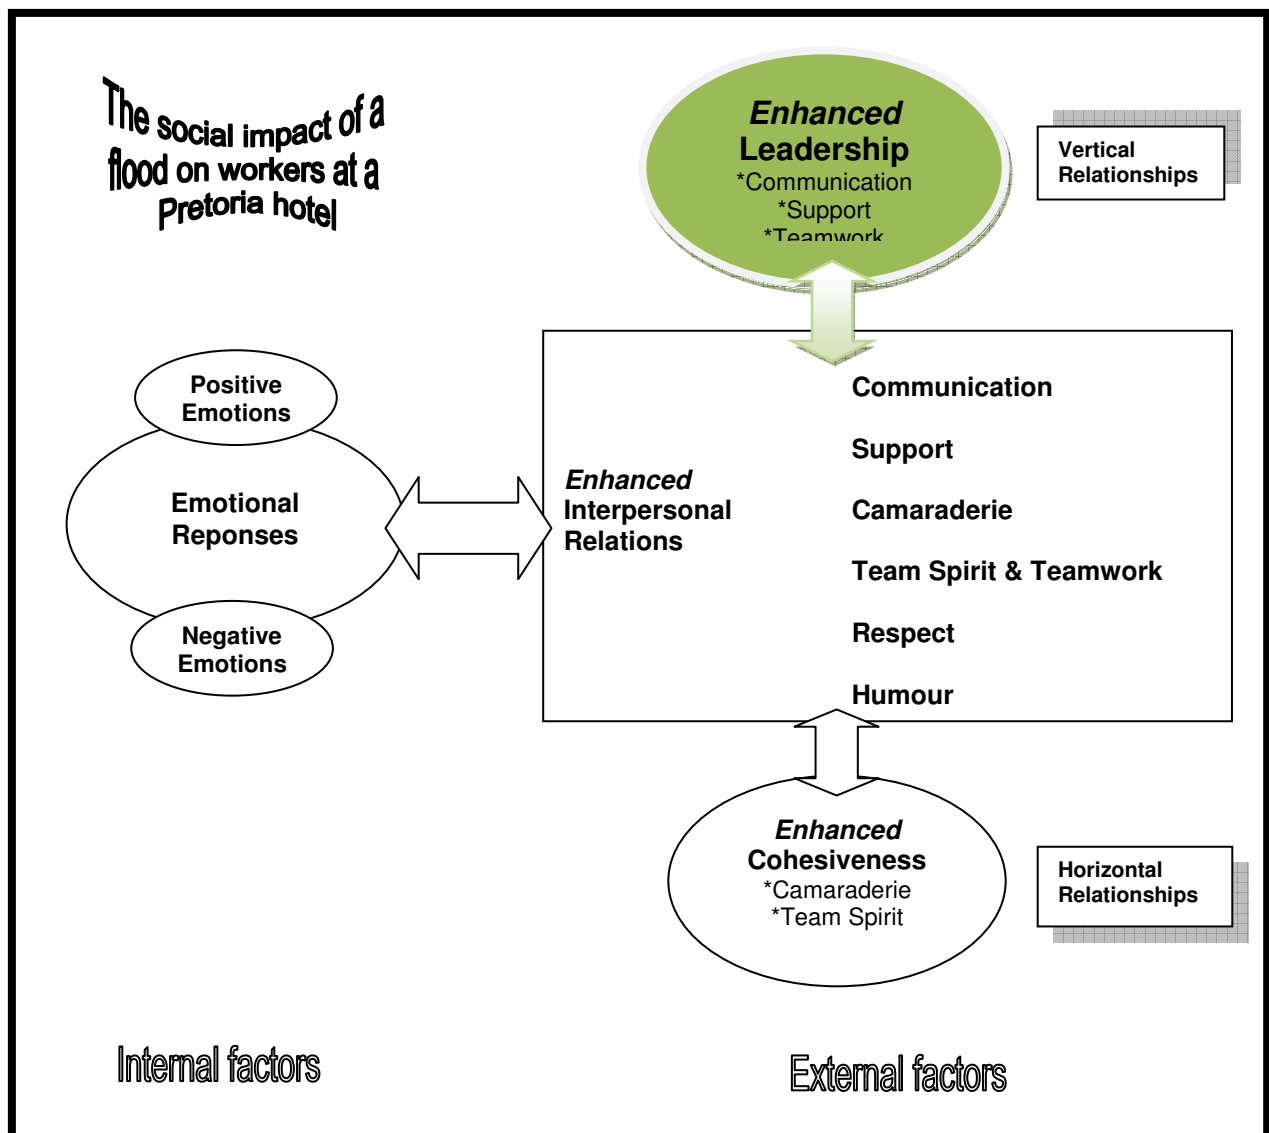 The social impact of a
flood on workers at a
Pretoria hotel
Enhanced
Leadership
*Communication
*Support
*Teamwork
Vertical
Relationships
Positive
Emotions
Emotional
Reponses
Negative
Emotions
Enhanced
Interpersonal
Relations
Communication
Support
Camaraderie
Team Spirit & Teamwork
Respect
Humour
Enhanced
Cohesiveness
*Camaraderie
*Team Spirit
Horizontal
Relationships
Internal factors
External factors